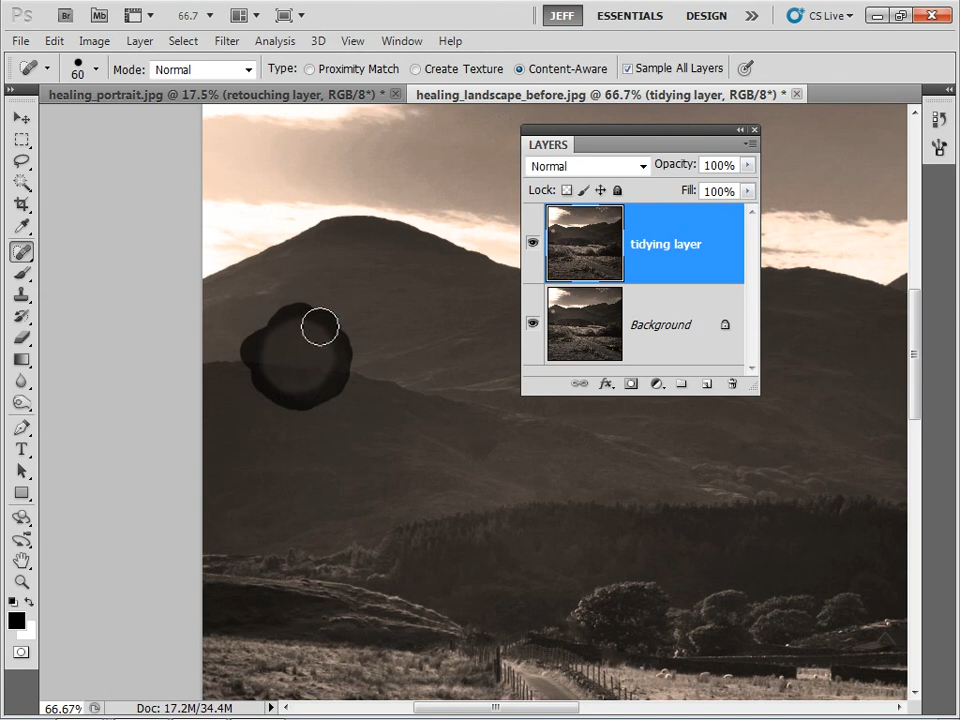 Ps Br Mb 66.7 JEFF ESSENTIALS DESIGN CS Live
File Edit Image Layer Select Filter Analysis 3D View Window Help
60 Mode: Normal Type: Proximity Match Create Texture Content-Aware Sample All Layers
healing_portrait.jpg @ 17.5% (retouching layer, RGB/8*) * healing_landscape_before.jpg @ 66.7% (tidying layer, RGB/8*) *
LAYERS
Normal Opacity: 100%
Lock: Fill: 100%
tidying layer
Background
fx
T
66.67% Doc: 17.2M/34.4M